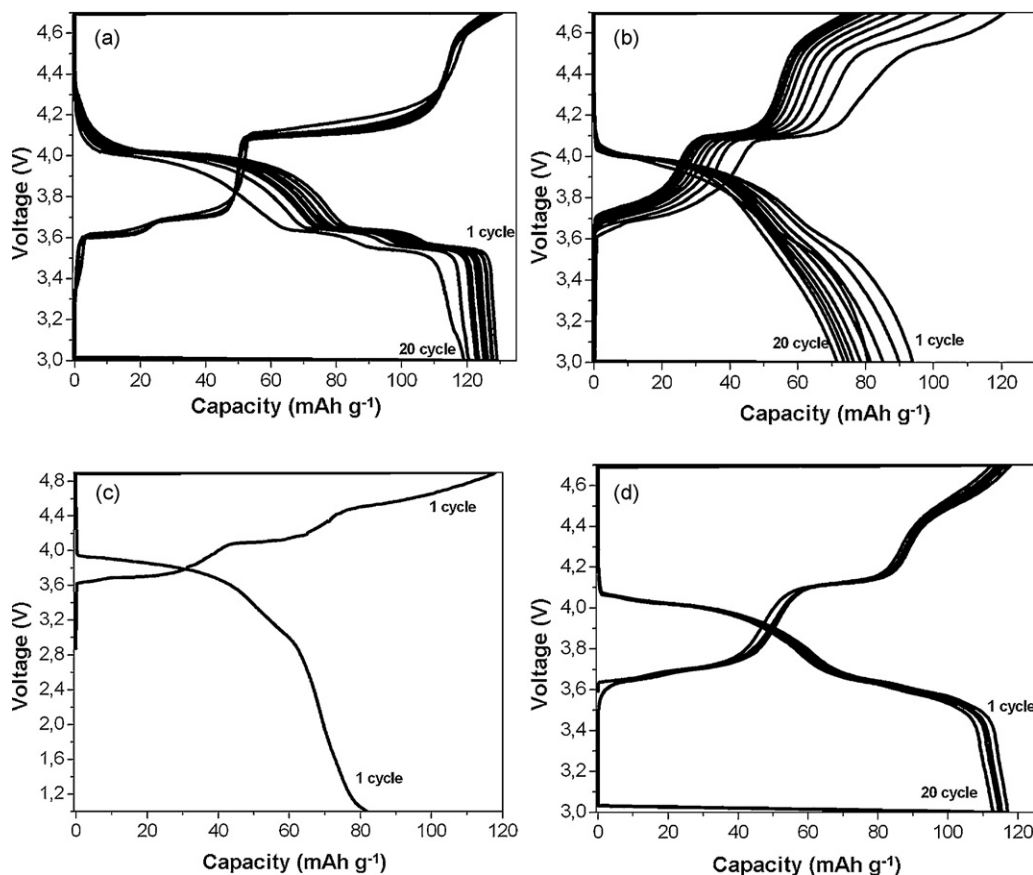 (a)
Voltage (V)
4,6
4,4
4,2
4,0
3,8
3,6
3,4
3,2
3,0
1 cycle
20 cycle
0 20 40 60 80 100 120
Capacity (mAh g⁻¹)
(b)
Voltage (V)
4,6
4,4
4,2
4,0
3,8
3,6
3,4
3,2
3,0
20 cycle
1 cycle
0 20 40 60 80 100 120
Capacity (mAh g⁻¹)
(c)
Voltage (V)
4,8
4,4
4,0
3,6
3,2
2,8
2,4
2,0
1,6
1,2
1 cycle
1 cycle
0 20 40 60 80 100 120
Capacity (mAh g⁻¹)
(d)
Voltage (V)
4,6
4,4
4,2
4,0
3,8
3,6
3,4
3,2
3,0
1 cycle
20 cycle
0 20 40 60 80 100 120
Capacity (mAh g⁻¹)